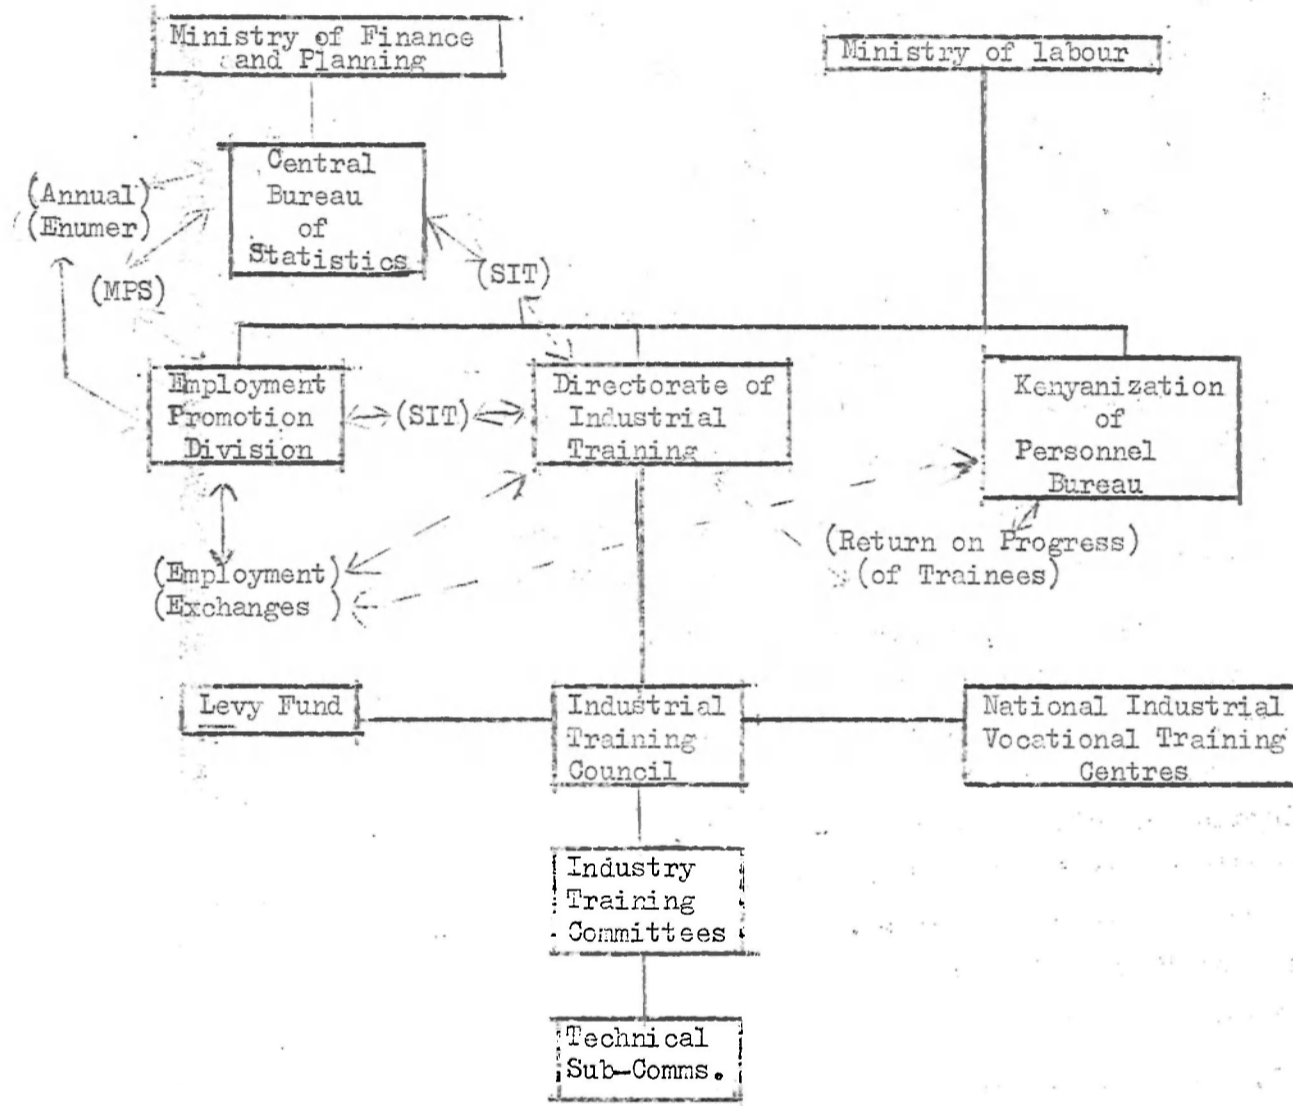 Ministry of Finance
and Planning
Ministry of labour
Central
Bureau
of
Statistics
(Annual)
(Enumer)
(MPS)
(SIT)
Employment
Promotion
Division
(SIT)
Directorate of
Industrial
Training
Kenyanization
of
Personnel
Bureau
(Return on Progress)
(of Trainees)
(Employment)
(Exchanges )
Levy Fund
Industrial
Training
Council
National Industrial
Vocational Training
Centres
Industry
Training
Committees
Technical
Sub-Comms.